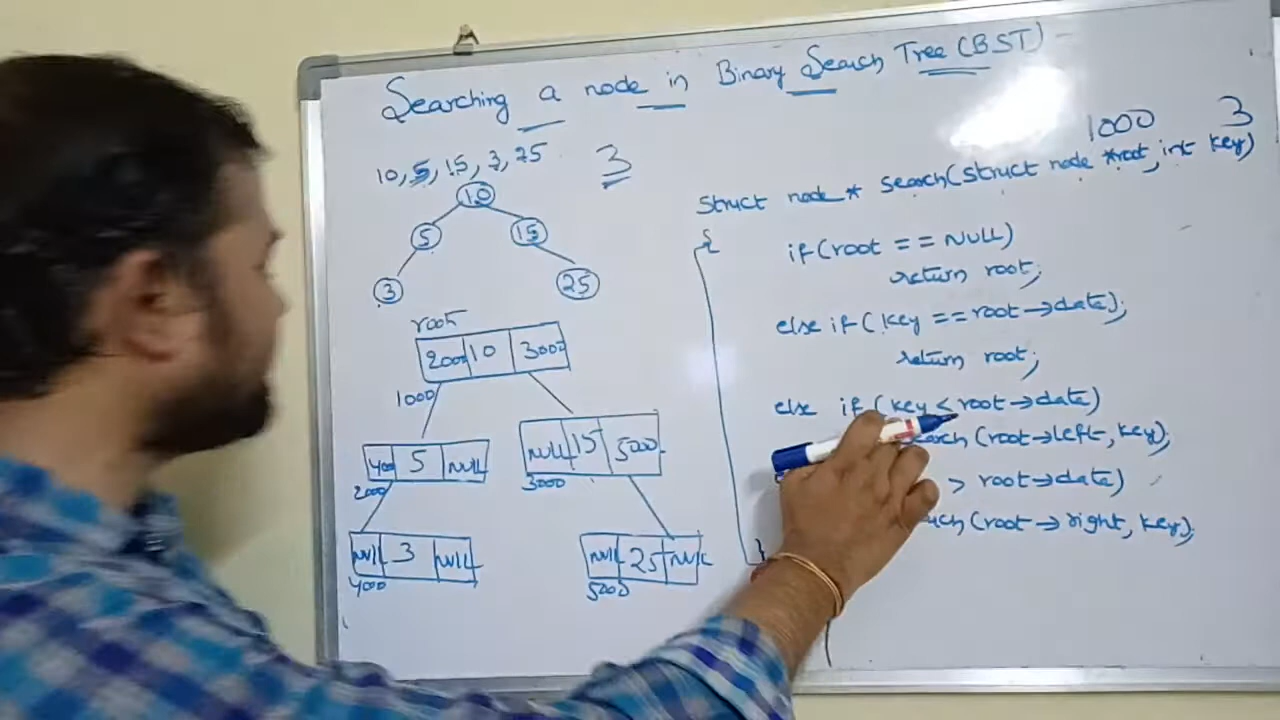 Searching a node in Binary Search Tree (BST)
10, 5, 15, 3, 25
3
10
5
15
3
25
root
2000 10 3000
1000
400 5 NULL
2000
NULL 15 5000
3000
NULL 3 NULL
4000
NULL 25 NULL
5000
1000 3
Struct node* search(struct node *root, int key)
{
if(root == NULL)
return root;
else if(key == root→data);
return root;
else if(key < root→data)
(root→left, key);
> root→data)
(root→right, key);
}